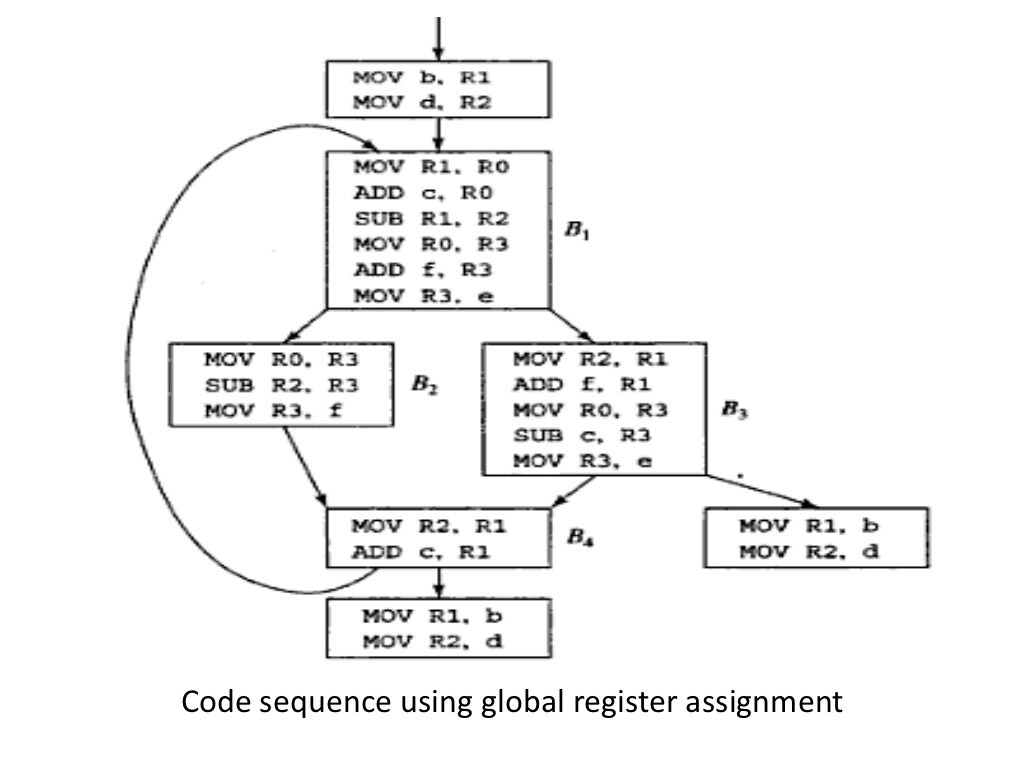 MOV b, R1
MOV d, R2
MOV R1, R0
ADD c, R0
SUB R1, R2
MOV R0, R3
ADD f, R3
MOV R3, e
B1
MOV R0, R3
SUB R2, R3
MOV R3, f
B2
MOV R2, R1
ADD f, R1
MOV R0, R3
SUB c, R3
MOV R3, e
B3
MOV R2, R1
ADD c, R1
B4
MOV R1, b
MOV R2, d
MOV R1, b
MOV R2, d
Code sequence using global register assignment